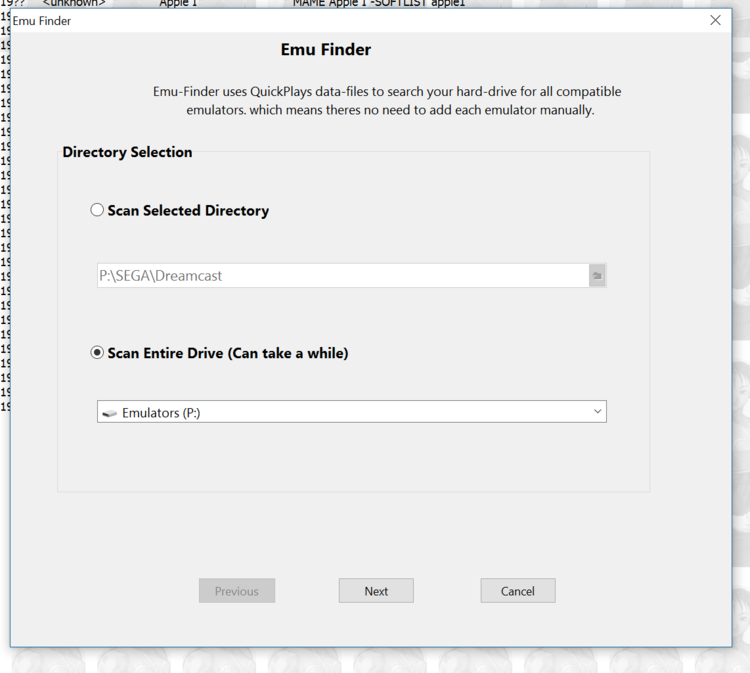 19?? <unknown> Apple I MAME Apple I -SOFTLIST apple1
Emu Finder
Emu Finder
Emu-Finder uses QuickPlays data-files to search your hard-drive for all compatible
emulators. which means theres no need to add each emulator manually.
Directory Selection
Scan Selected Directory
P:\SEGA\Dreamcast
Scan Entire Drive (Can take a while)
Emulators (P:)
Previous Next Cancel